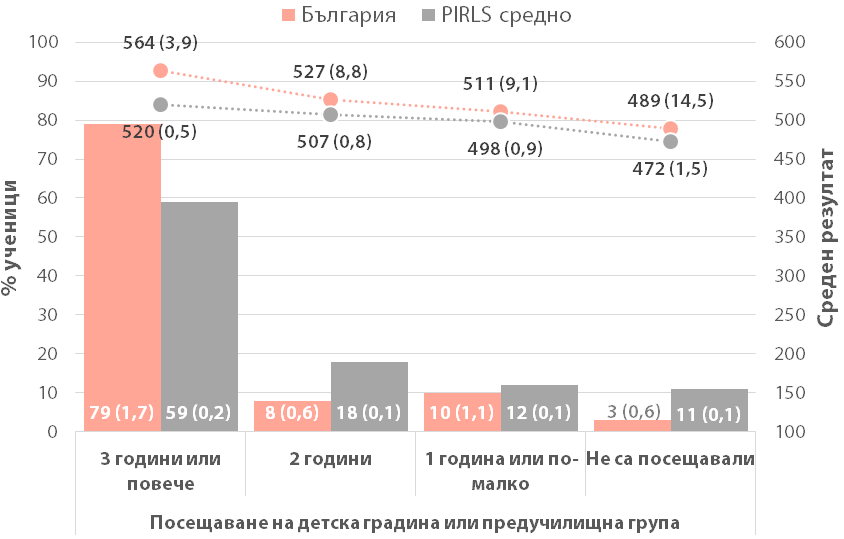 България PIRLS средно
100 600
564 (3,9)
527 (8,8)
511 (9,1)
489 (14,5)
90 550
80 500
520 (0,5)
507 (0,8)
498 (0,9)
472 (1,5)
70 450
60 400
50 350
40 300
30 250
20 200
10 150
0 100
% ученици
Среден резултат
79 (1,7) 59 (0,2) 8 (0,6) 18 (0,1) 10 (1,1) 12 (0,1) 3 (0,6) 11 (0,1)
3 години или
повече
2 години
1 година или по-
малко
Не са посещавали
Посещаване на детска градина или предучилищна група